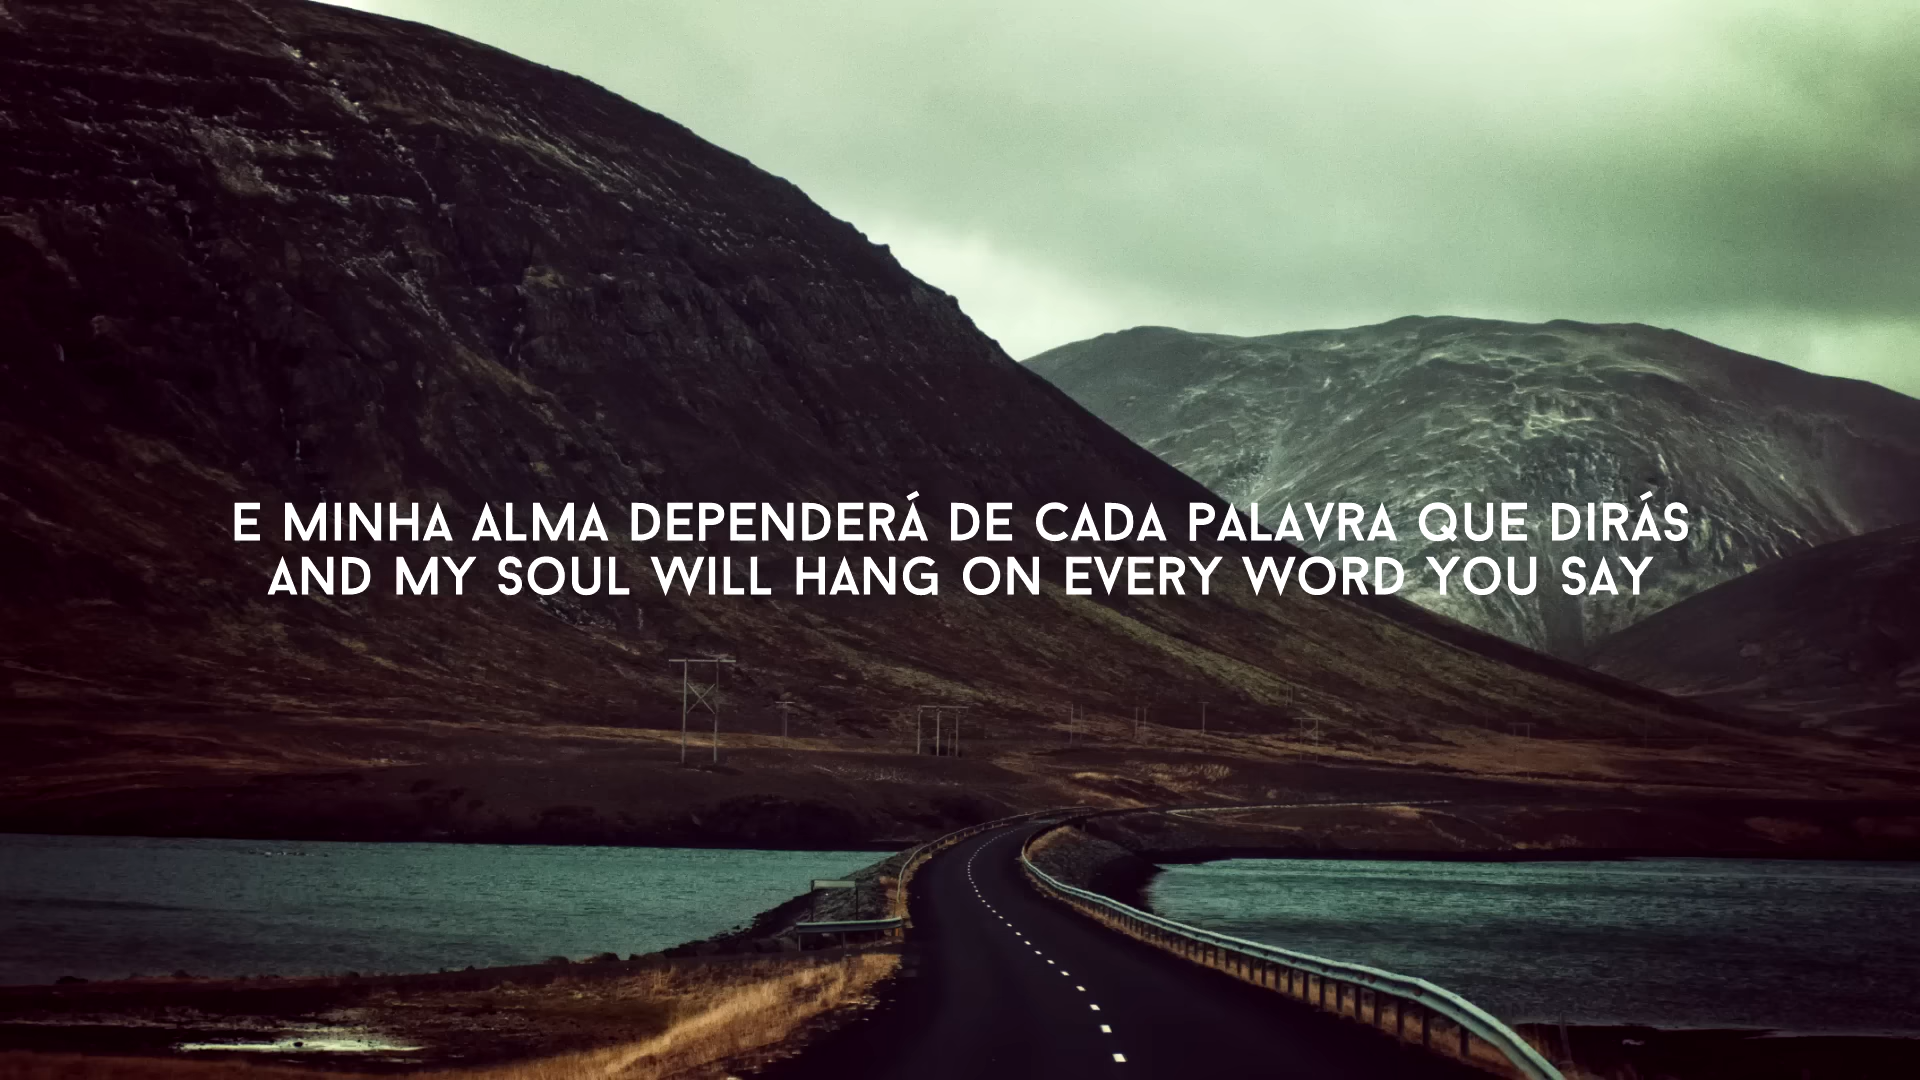 E MINHA ALMA DEPENDERÁ DE CADA PALAVRA QUE DIRÁS
AND MY SOUL WILL HANG ON EVERY WORD YOU SAY